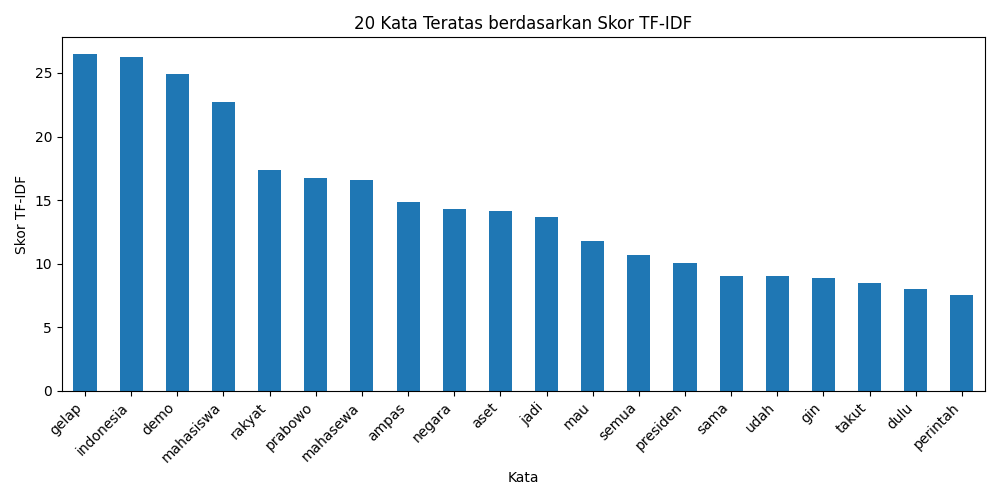 20 Kata Teratas berdasarkan Skor TF-IDF
Skor TF-IDF
25
20
15
10
5
0
gelap
indonesia
demo
mahasiswa
rakyat
prabowo
mahasewa
ampas
negara
aset
jadi
mau
semua
presiden
sama
udah
gin
takut
dulu
perintah
Kata